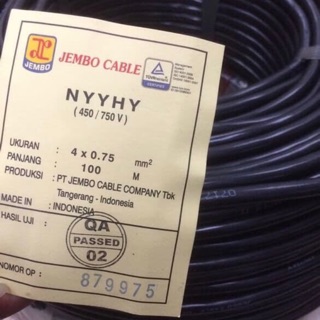 JEMBO
JEMBO CABLE
NYYHY
( 450 / 750 V )
UKURAN : 4 x 0.75 mm²
PANJANG : 100 M
PRODUKSI : PT JEMBO CABLE COMPANY Tbk
Tangerang - Indonesia
MADE IN : INDONESIA
HASIL UJI :
QA
PASSED
02
NOMOR OP : 879975